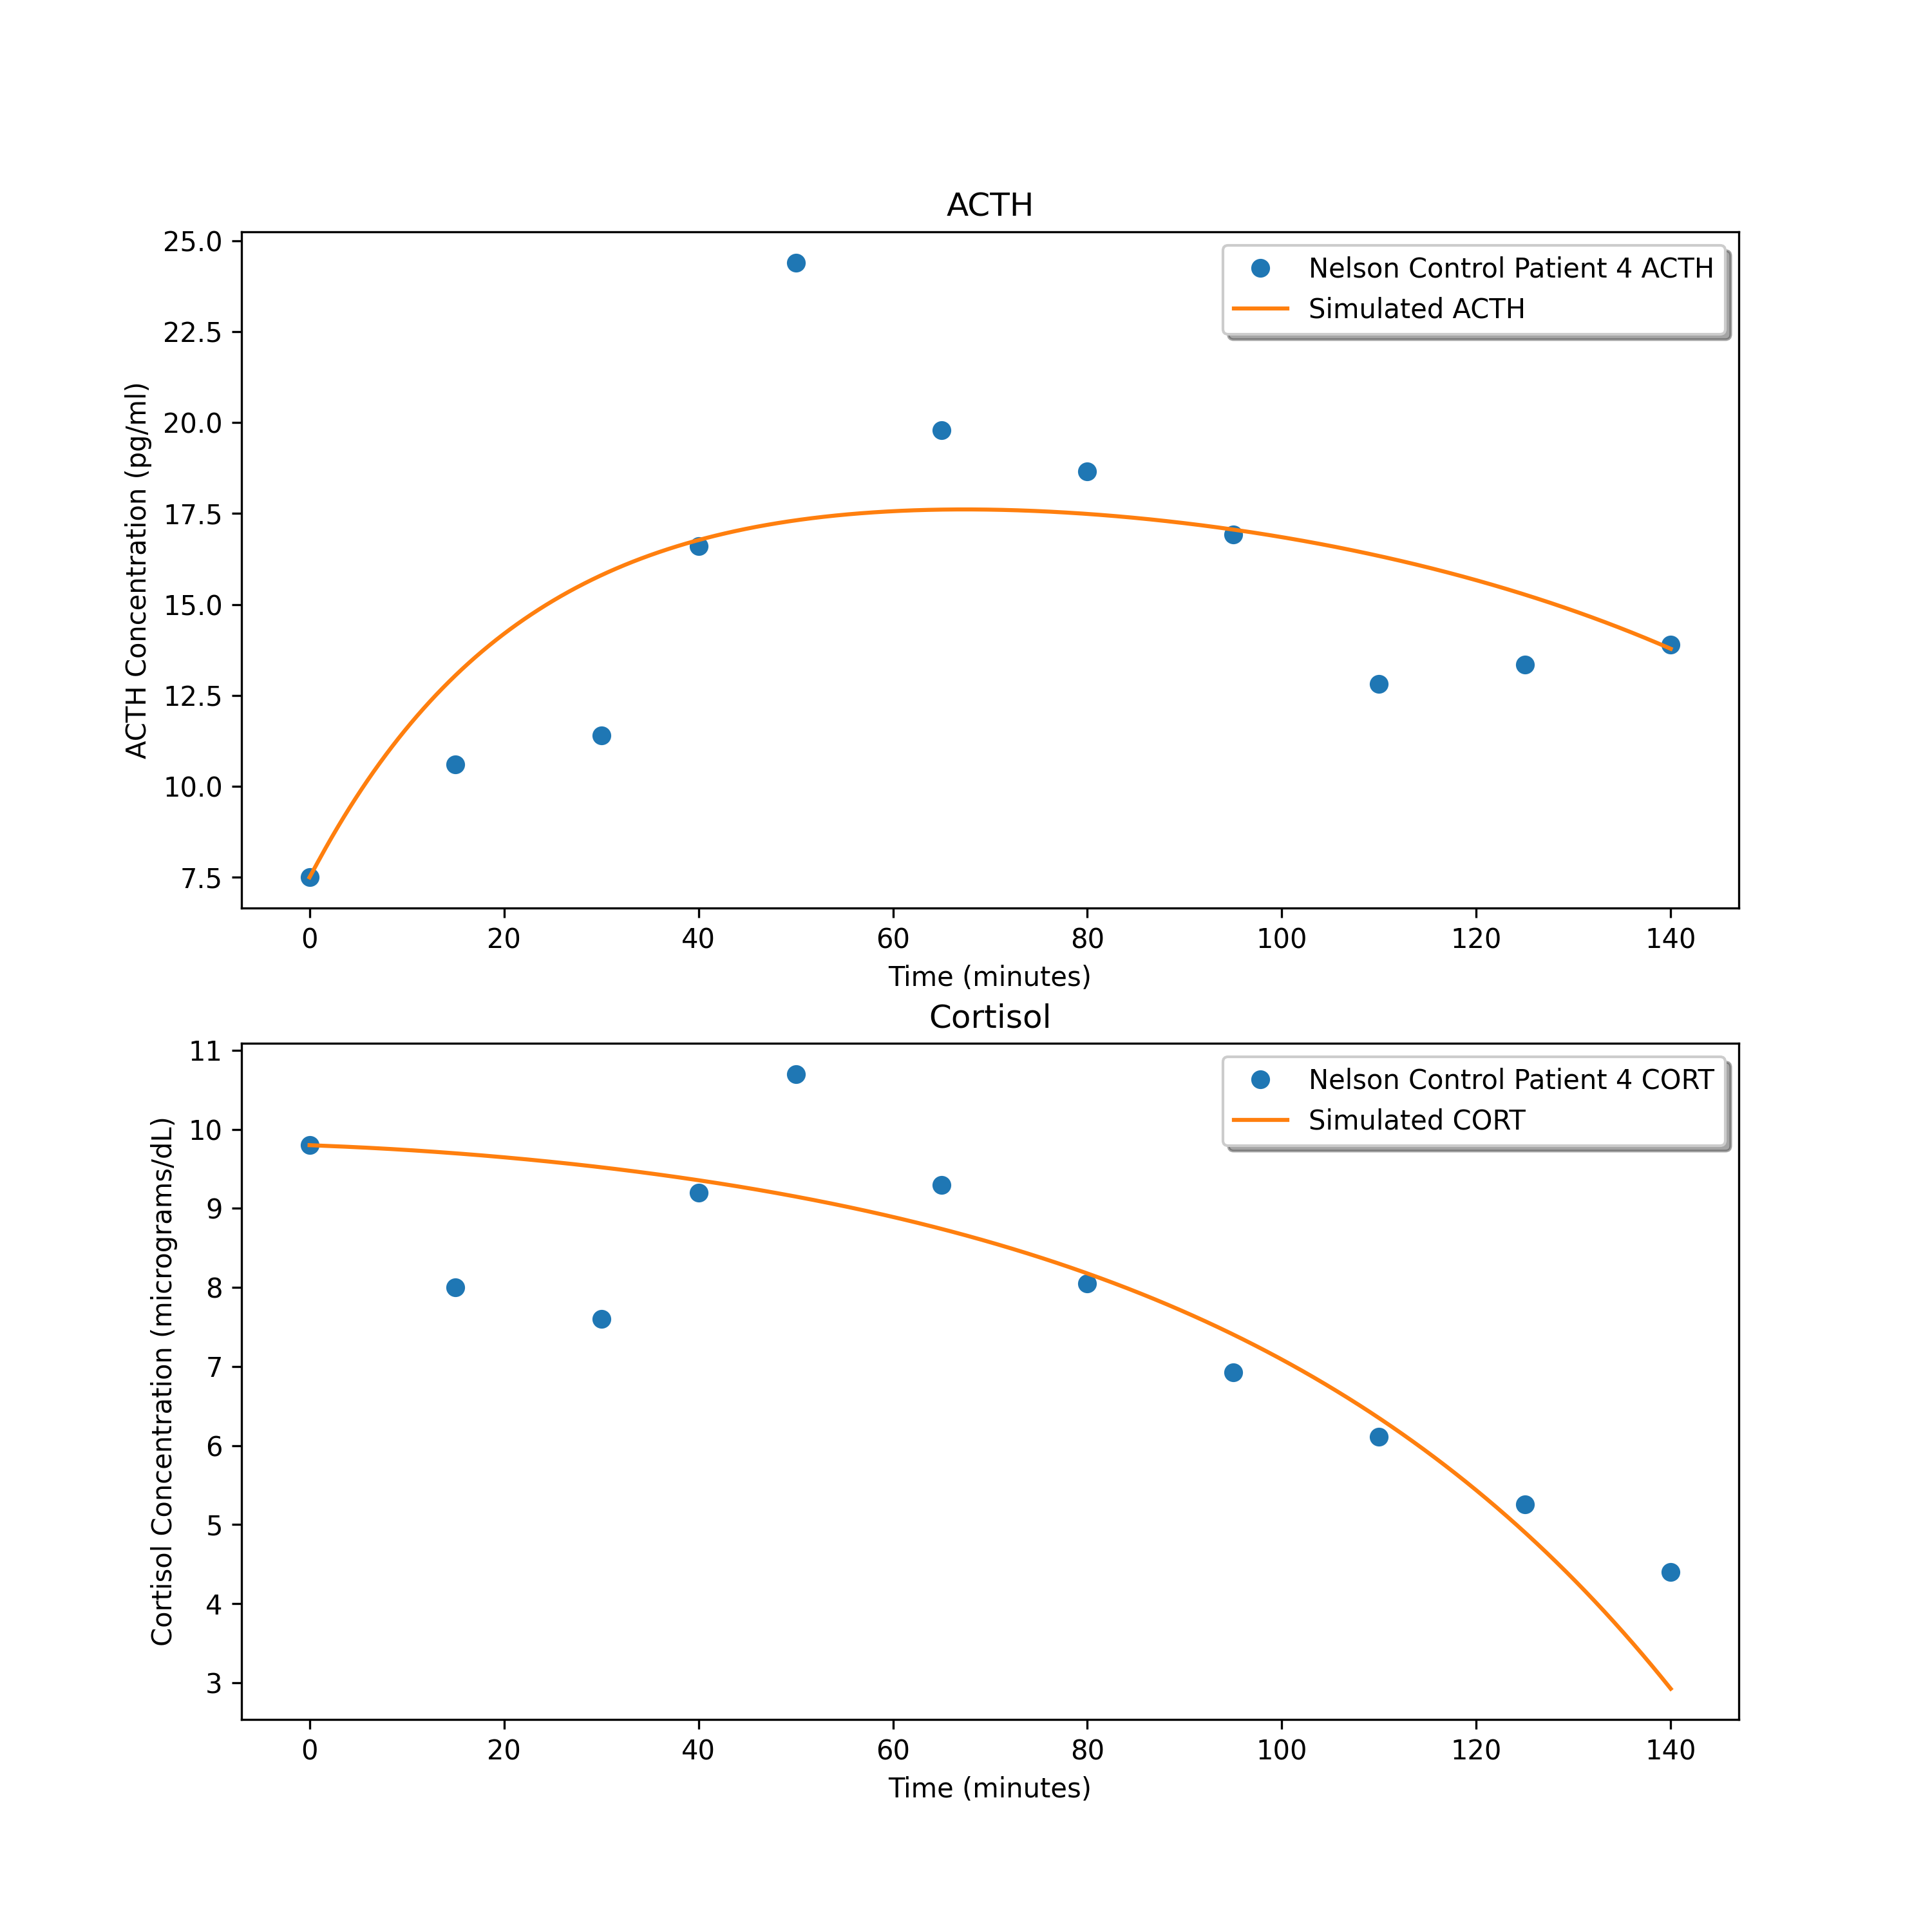 ACTH
25.0
22.5
20.0
17.5
15.0
12.5
10.0
7.5
ACTH Concentration (pg/ml)
Nelson Control Patient 4 ACTH
Simulated ACTH
0 20 40 60 80 100 120 140
Time (minutes)
Cortisol
11
10
9
8
7
6
5
4
3
Cortisol Concentration (micrograms/dL)
Nelson Control Patient 4 CORT
Simulated CORT
0 20 40 60 80 100 120 140
Time (minutes)